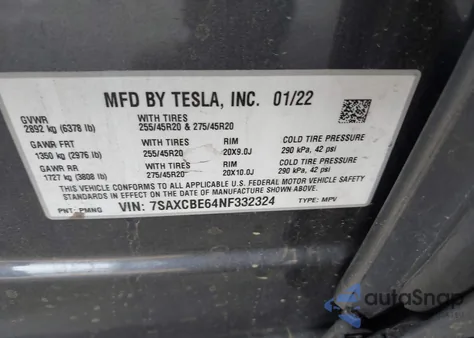 MFD BY TESLA, INC. 01/22
GVWR
2892 kg (6378 lb)
WITH TIRES
255/45R20 & 275/45R20
GAWR FRT
1350 kg (2976 lb)
WITH TIRES
255/45R20
RIM
20X9.0J
COLD TIRE PRESSURE
290 kPa, 42 psi
GAWR RR
1727 kg (3808 lb)
WITH TIRES
275/45R20
RIM
20X10.0J
COLD TIRE PRESSURE
290 kPa, 42 psi
THIS VEHICLE CONFORMS TO ALL APPLICABLE U.S. FEDERAL MOTOR VEHICLE SAFETY
STANDARDS IN EFFECT ON THE DATE OF MANUFACTURE SHOWN ABOVE.
PNT: PMNG VIN: 7SAXCBE64NF332324 TYPE: MPV
autoSnap